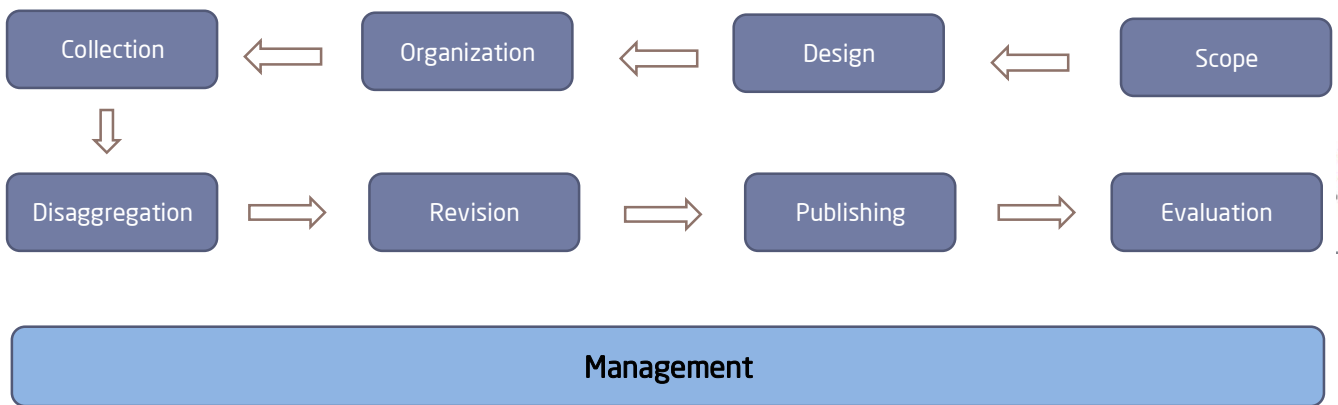 Collection
Organization
Design
Scope
Disaggregation
Revision
Publishing
Evaluation
Management